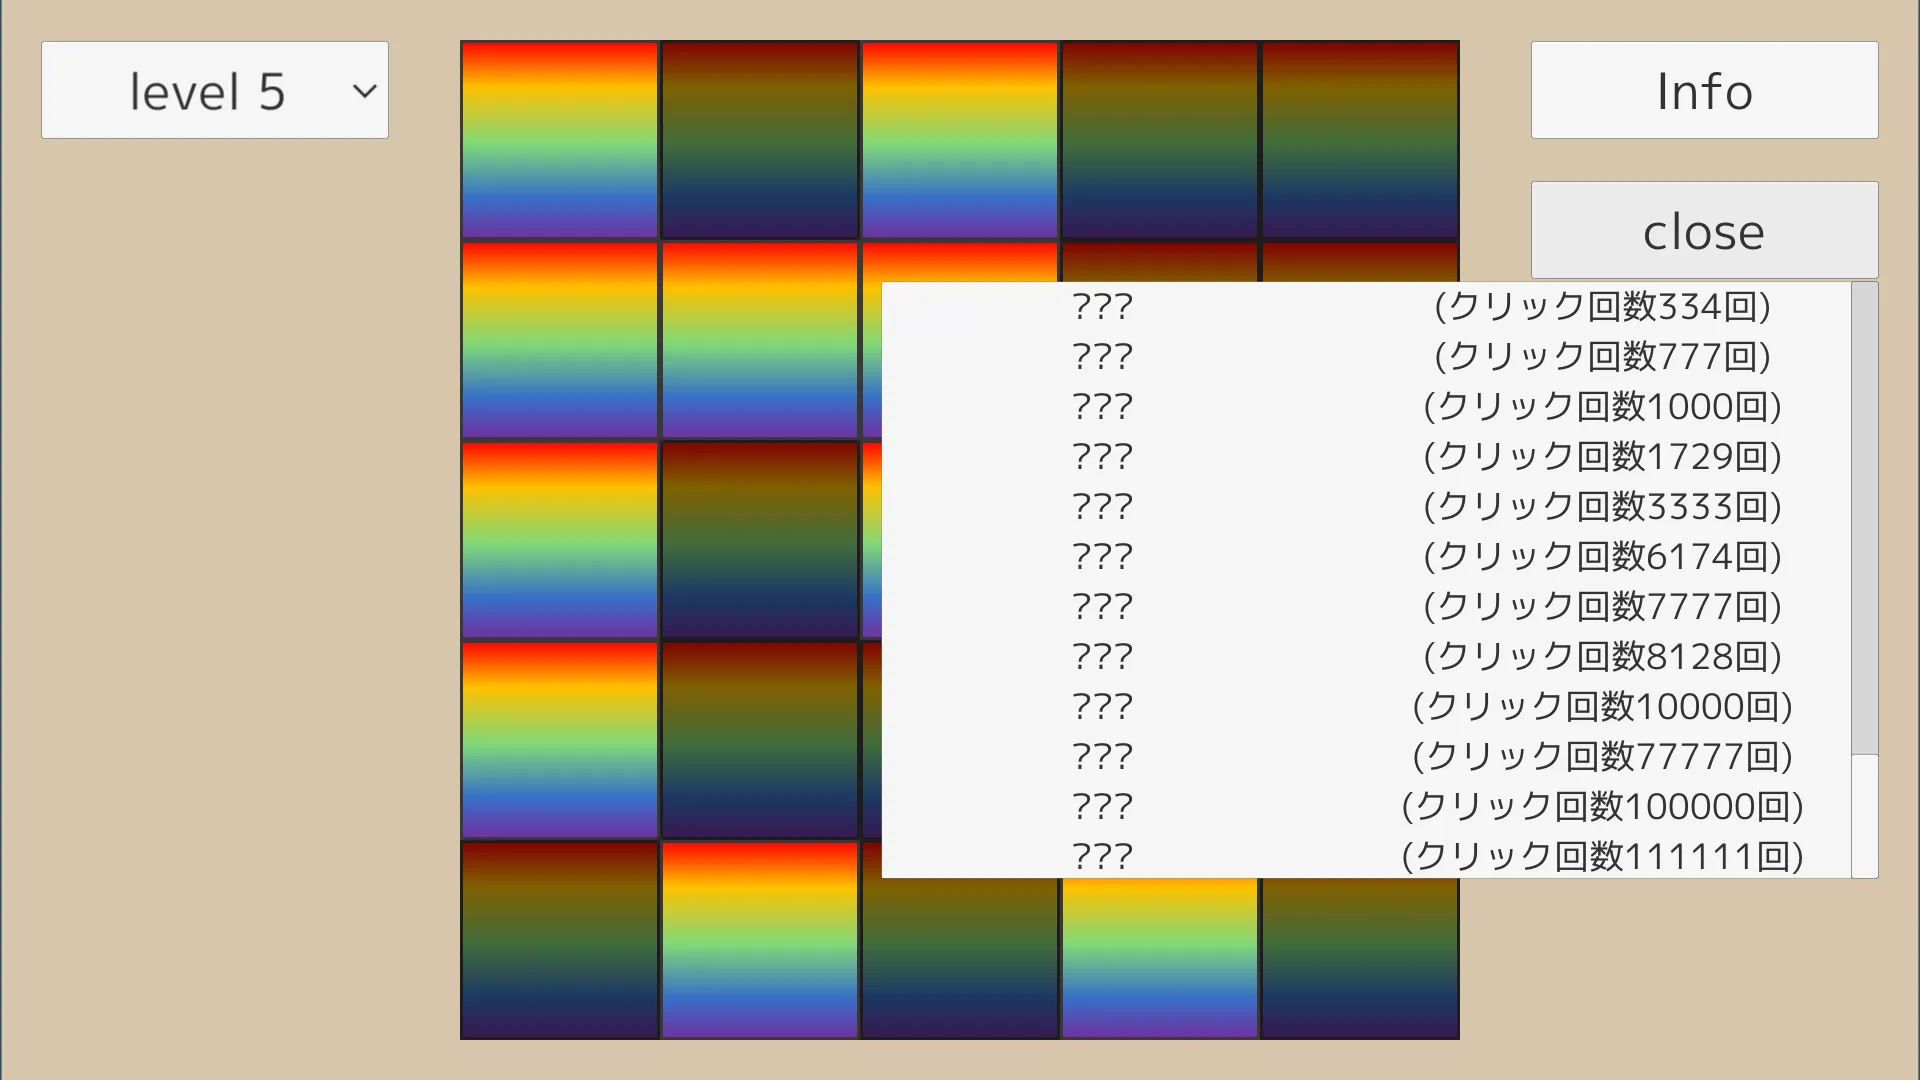 level 5
Info
close
??? (クリック回数334回)
??? (クリック回数777回)
??? (クリック回数1000回)
??? (クリック回数1729回)
??? (クリック回数3333回)
??? (クリック回数6174回)
??? (クリック回数7777回)
??? (クリック回数8128回)
??? (クリック回数10000回)
??? (クリック回数77777回)
??? (クリック回数100000回)
??? (クリック回数111111回)